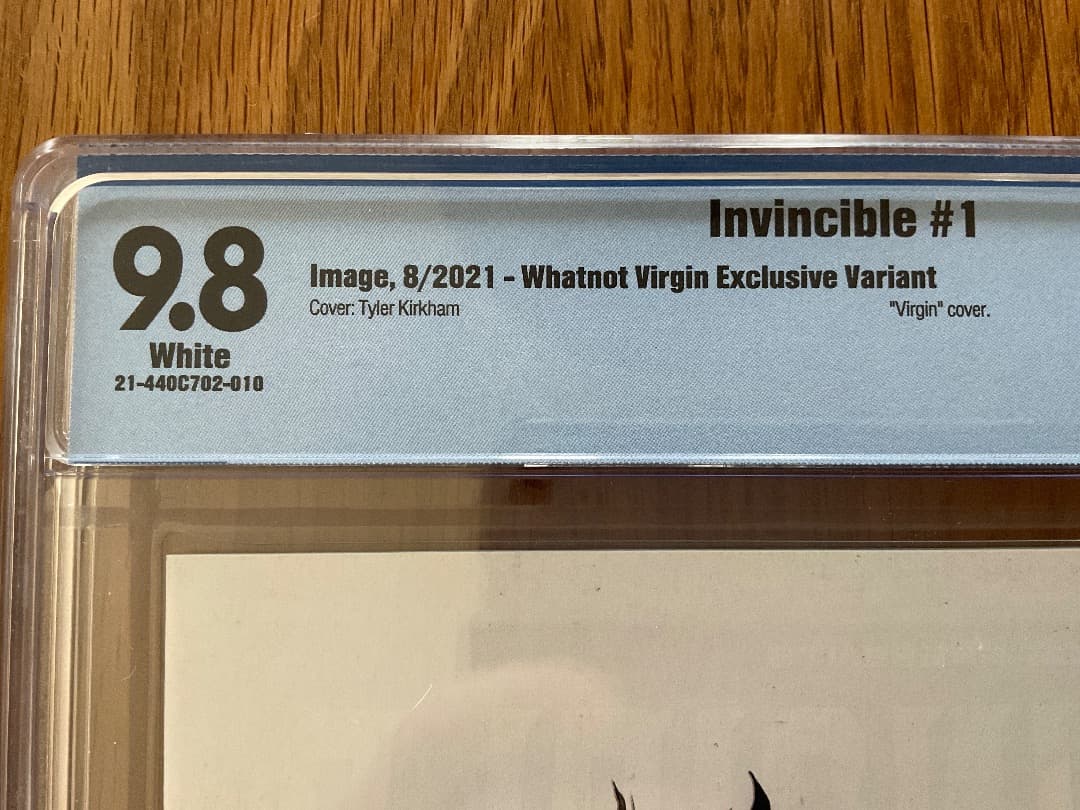 Invincible #1
9.8
Image, 8/2021 - Whatnot Virgin Exclusive Variant
Cover: Tyler Kirkham
"Virgin" cover.
White
21-440C702-010